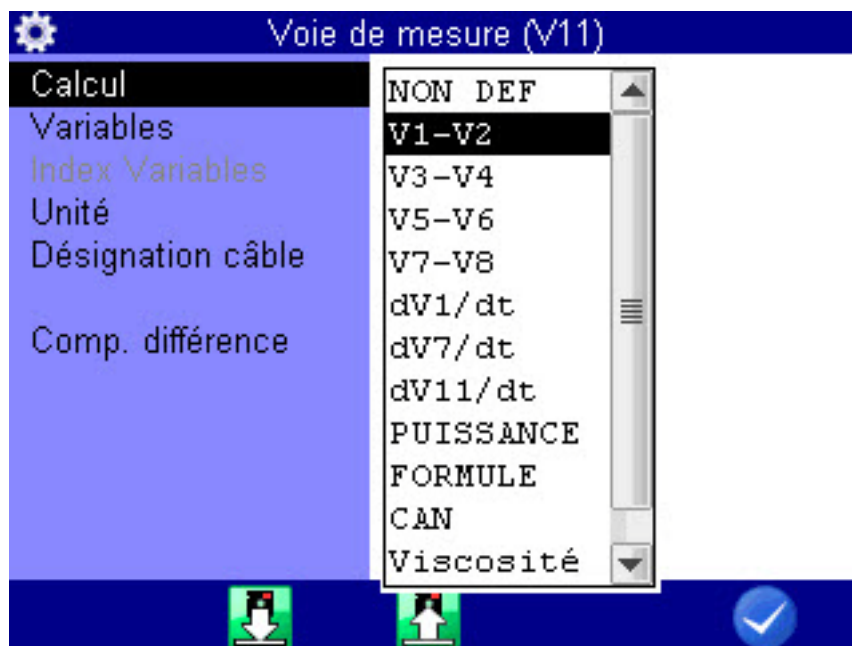 Voie de mesure (V11)
Calcul
Variables
Index Variables
Unité
Désignation câble
Comp. différence
NON DEF
V1-V2
V3-V4
V5-V6
V7-V8
dV1/dt
dV7/dt
dV11/dt
PUISSANCE
FORMULE
CAN
Viscosité